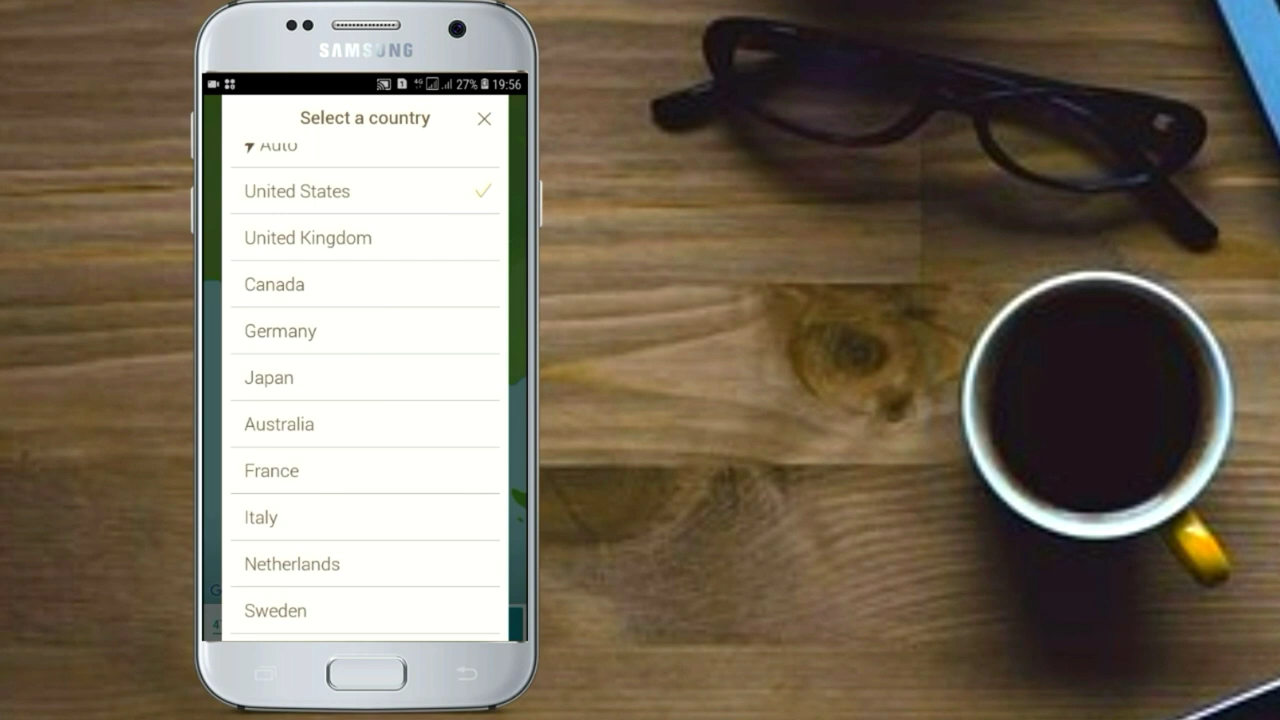 SAMSUNG
4G 27% 19:56
Select a country
Auto
United States
United Kingdom
Canada
Germany
Japan
Australia
France
Italy
Netherlands
Sweden